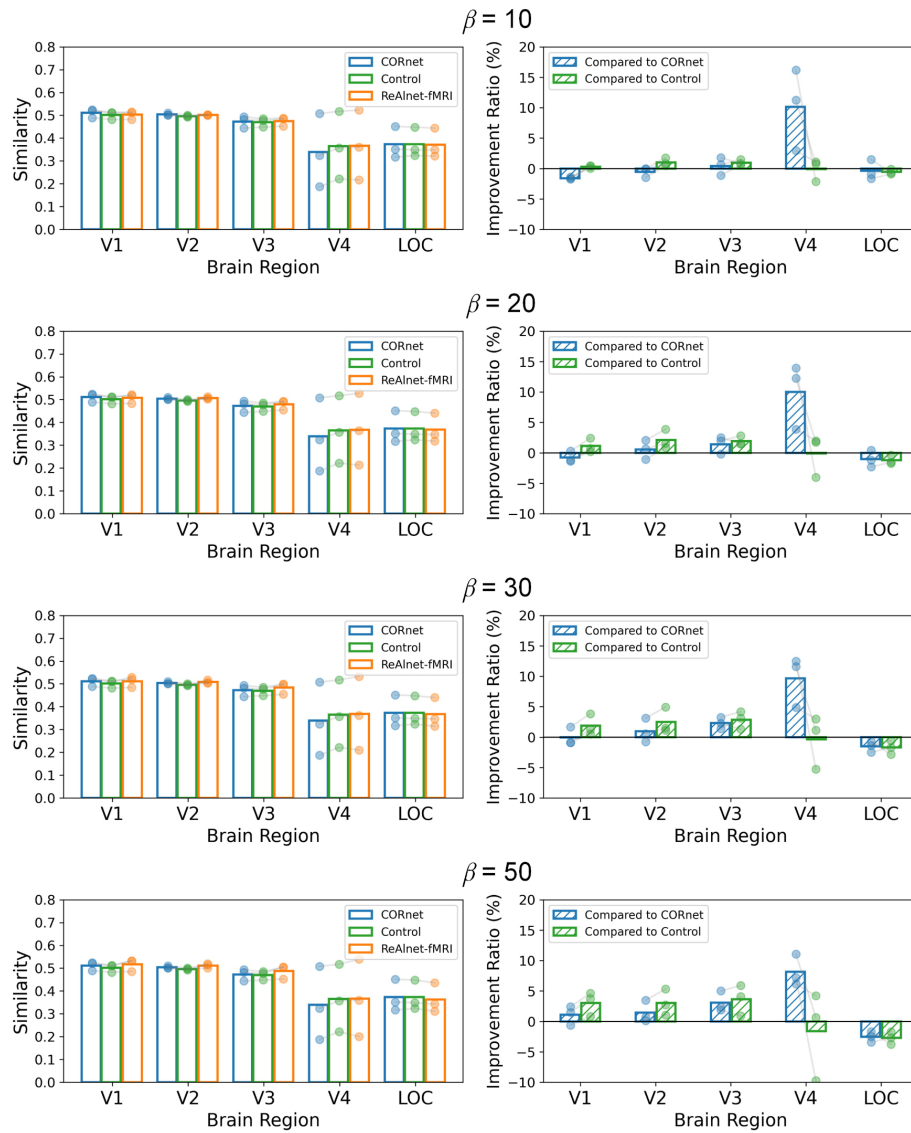 β = 10
0.8
0.7
0.6
0.5
0.4
0.3
0.2
0.1
0.0
Similarity
CORnet
Control
ReAlnet-fMRI
V1 V2 V3 V4 LOC
Brain Region
20
15
10
5
0
−5
−10
Improvement Ratio (%)
Compared to CORnet
Compared to Control
V1 V2 V3 V4 LOC
Brain Region
β = 20
0.8
0.7
0.6
0.5
0.4
0.3
0.2
0.1
0.0
Similarity
CORnet
Control
ReAlnet-fMRI
V1 V2 V3 V4 LOC
Brain Region
20
15
10
5
0
−5
−10
Improvement Ratio (%)
Compared to CORnet
Compared to Control
V1 V2 V3 V4 LOC
Brain Region
β = 30
0.8
0.7
0.6
0.5
0.4
0.3
0.2
0.1
0.0
Similarity
CORnet
Control
ReAlnet-fMRI
V1 V2 V3 V4 LOC
Brain Region
20
15
10
5
0
−5
−10
Improvement Ratio (%)
Compared to CORnet
Compared to Control
V1 V2 V3 V4 LOC
Brain Region
β = 50
0.8
0.7
0.6
0.5
0.4
0.3
0.2
0.1
0.0
Similarity
CORnet
Control
ReAlnet-fMRI
V1 V2 V3 V4 LOC
Brain Region
20
15
10
5
0
−5
−10
Improvement Ratio (%)
Compared to CORnet
Compared to Control
V1 V2 V3 V4 LOC
Brain Region